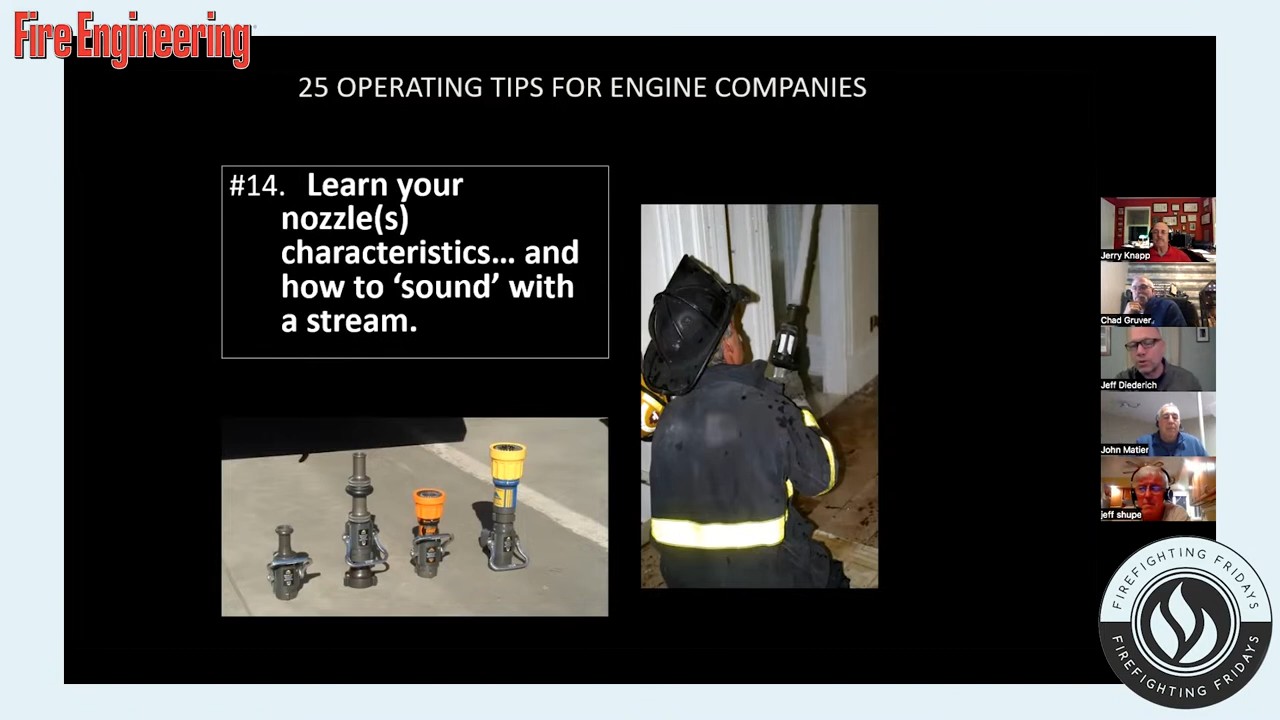 Fire Engineering
25 OPERATING TIPS FOR ENGINE COMPANIES
#14. Learn your
nozzle(s)
characteristics… and
how to ‘sound’ with
a stream.
Jerry Knapp
Chad Gruver
Jeff Diederich
John Matier
jeff shupe
FIREFIGHTING FRIDAYS
FIREFIGHTING FRIDAYS